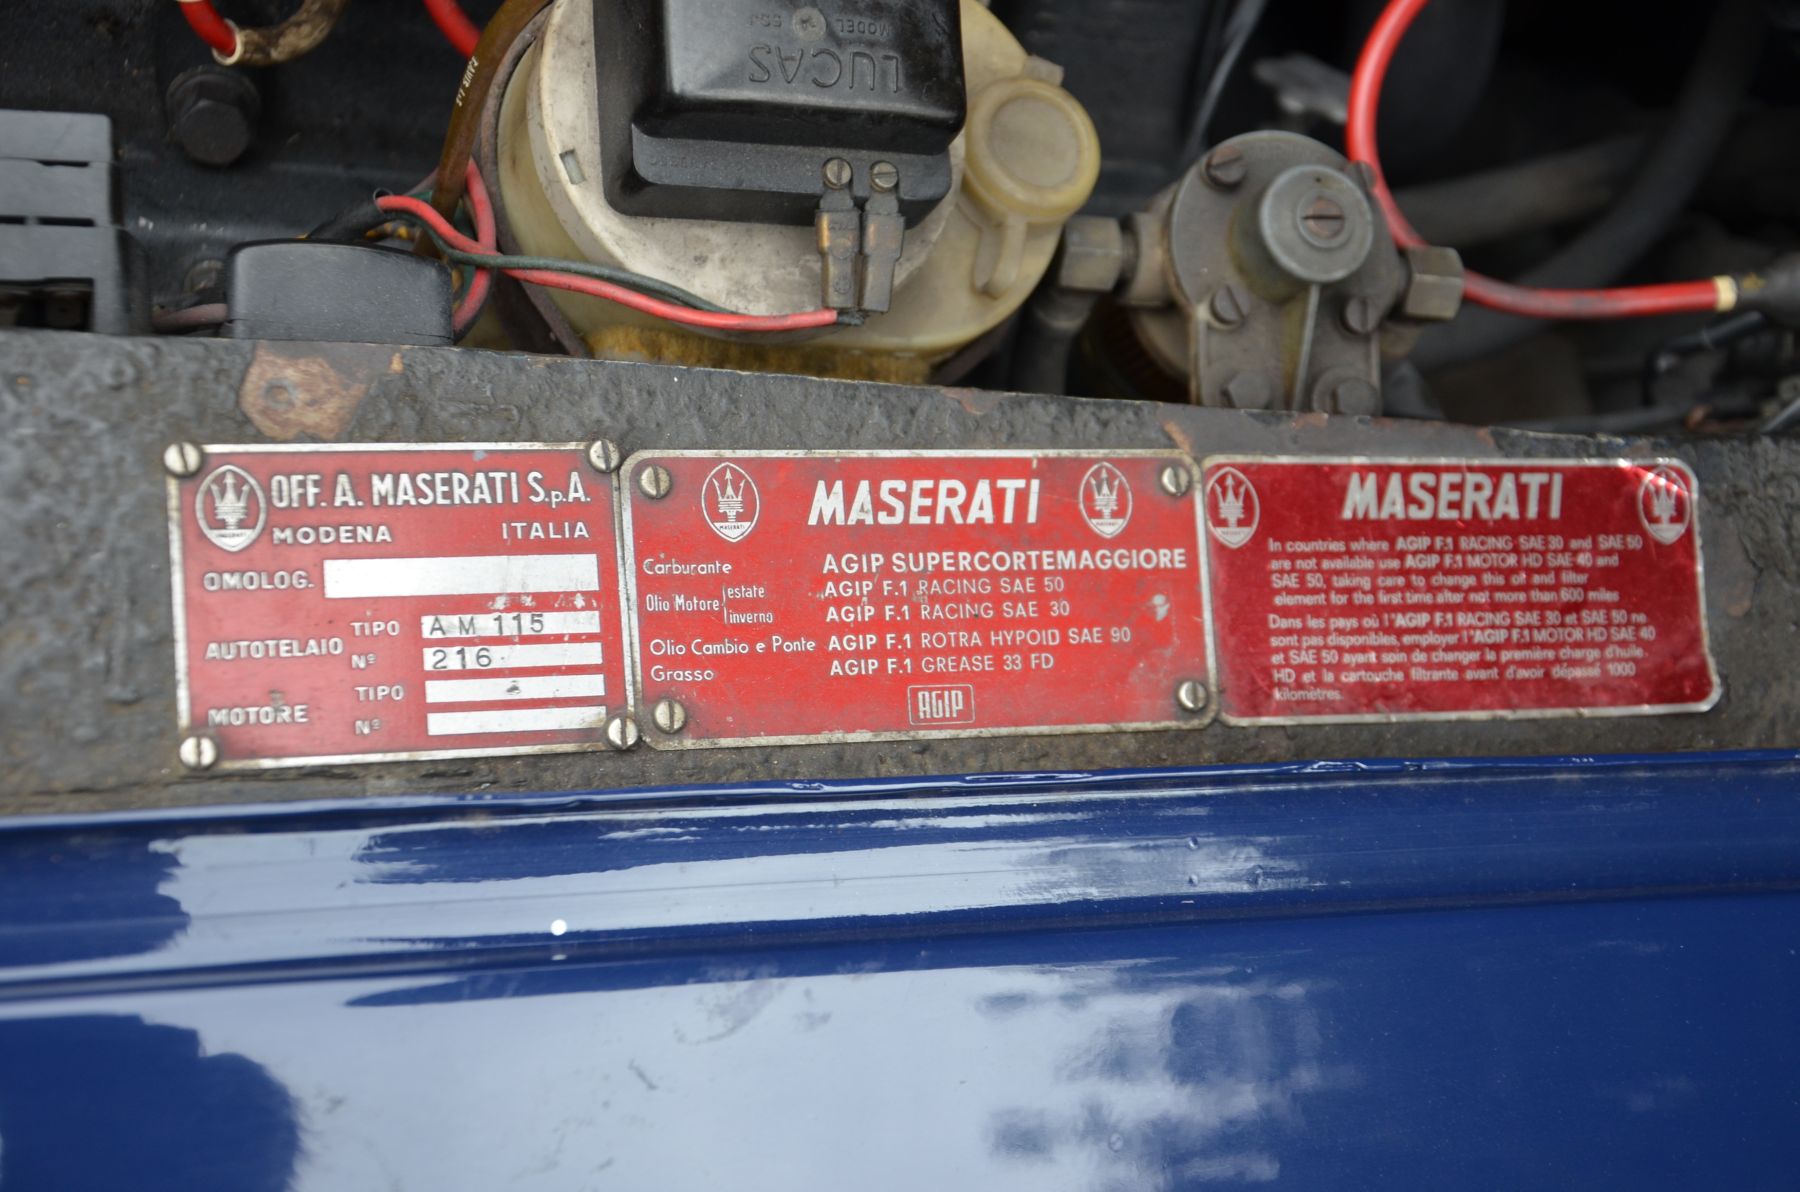 LUCAS
MODEL 6RJ
OFF. A. MASERATI S.p.A.
MODENA ITALIA
OMOLOG.
AUTOTELAIO TIPO AM 115
Nº 216
MOTORE TIPO
Nº
MASERATI
MASERATI
MASERATI
Carburante AGIP SUPERCORTEMAGGIORE
Olio Motore estate AGIP F.1 RACING SAE 50
inverno AGIP F.1 RACING SAE 30
Olio Cambio e Ponte AGIP F.1 ROTRA HYPOID SAE 90
Grasso AGIP F.1 GREASE 33 FD
AGIP
MASERATI
In countries where AGIP F.1 RACING SAE 30 and SAE 50
are not available use AGIP F.1 MOTOR HD SAE 40 and
SAE 50, taking care to change this oil and filter
element for the first time after not more than 600 miles
Dans les pays où l'"AGIP F.1 RACING SAE 30 et SAE 50 ne
sont pas disponibles, employer l'"AGIP F.1 MOTOR HD SAE 40
et SAE 50 ayant soin de changer la première charge d'huile.
HD et la cartouche filtrante avant d'avoir dépassé 1000
kilomètres.